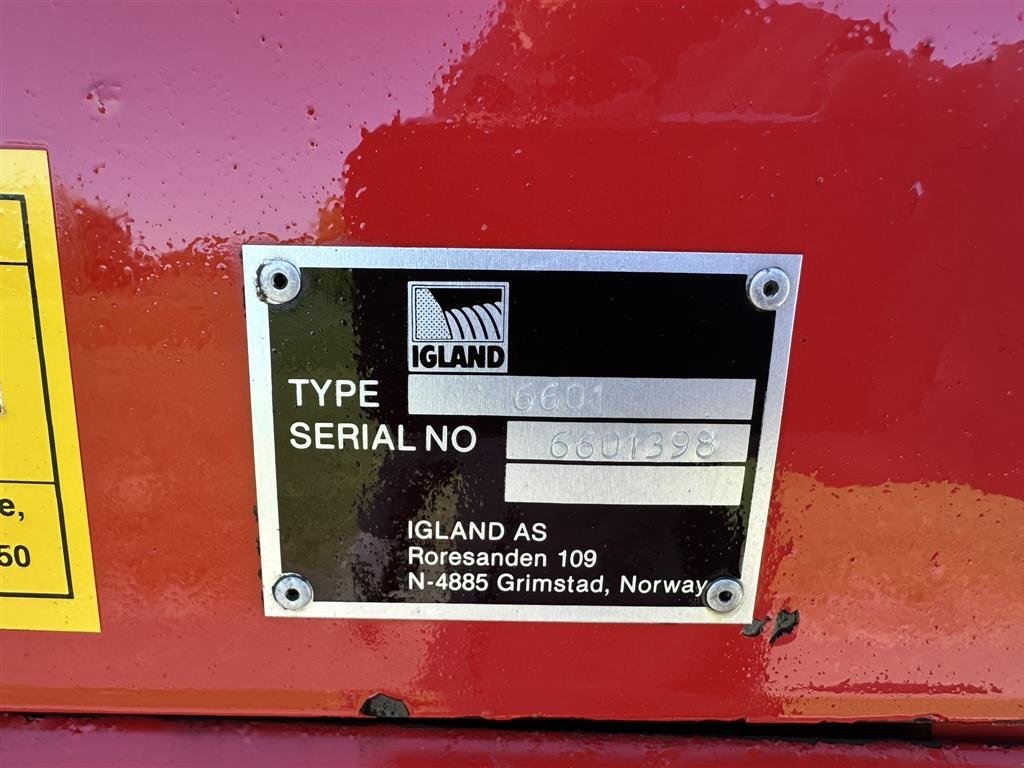 IGLAND
TYPE 6601
SERIAL NO 6601398
IGLAND AS
Roresanden 109
N-4885 Grimstad, Norway
e,
50